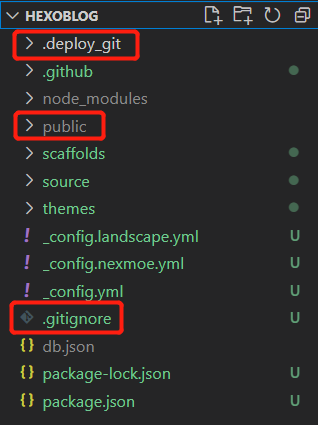 HEXOBLOG
.deploy_git
.github
node_modules
public
scaffolds
source
themes
! _config.landscape.yml U
! _config.nexmoe.yml U
! _config.yml U
.gitignore U
{} db.json
{} package-lock.json U
{} package.json U